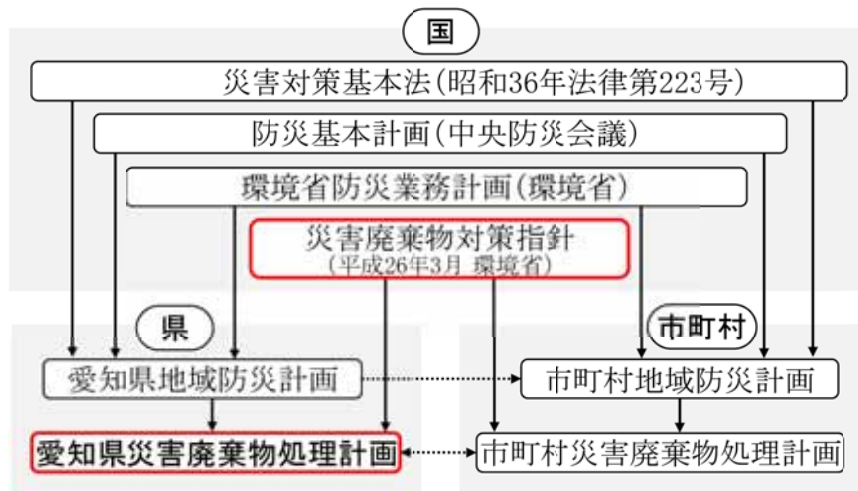 国
災害対策基本法(昭和36年法律第223号)
防災基本計画(中央防災会議)
環境省防災業務計画(環境省)
災害廃棄物対策指針
(平成26年3月 環境省)
県
市町村
愛知県地域防災計画
市町村地域防災計画
愛知県災害廃棄物処理計画
市町村災害廃棄物処理計画